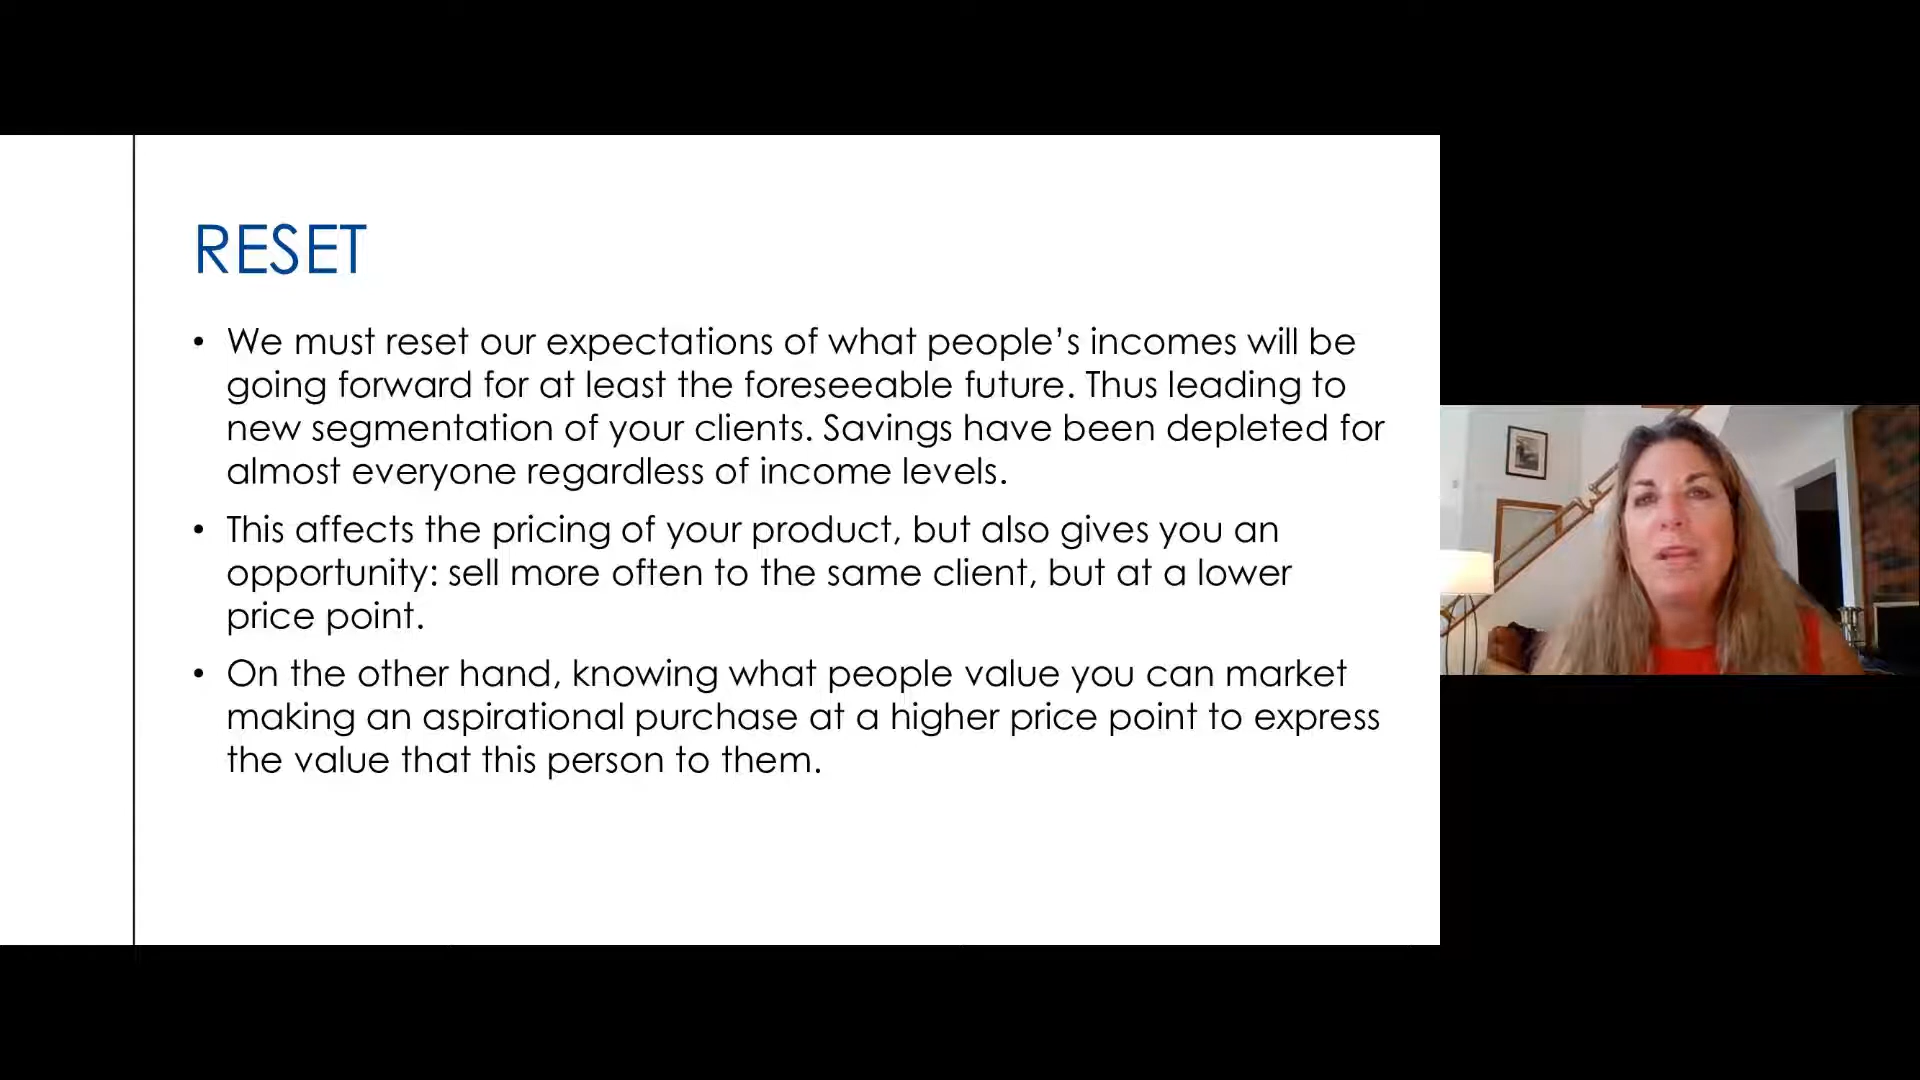 RESET
• We must reset our expectations of what people’s incomes will be
going forward for at least the foreseeable future. Thus leading to
new segmentation of your clients. Savings have been depleted for
almost everyone regardless of income levels.
• This affects the pricing of your product, but also gives you an
opportunity: sell more often to the same client, but at a lower
price point.
• On the other hand, knowing what people value you can market
making an aspirational purchase at a higher price point to express
the value that this person to them.